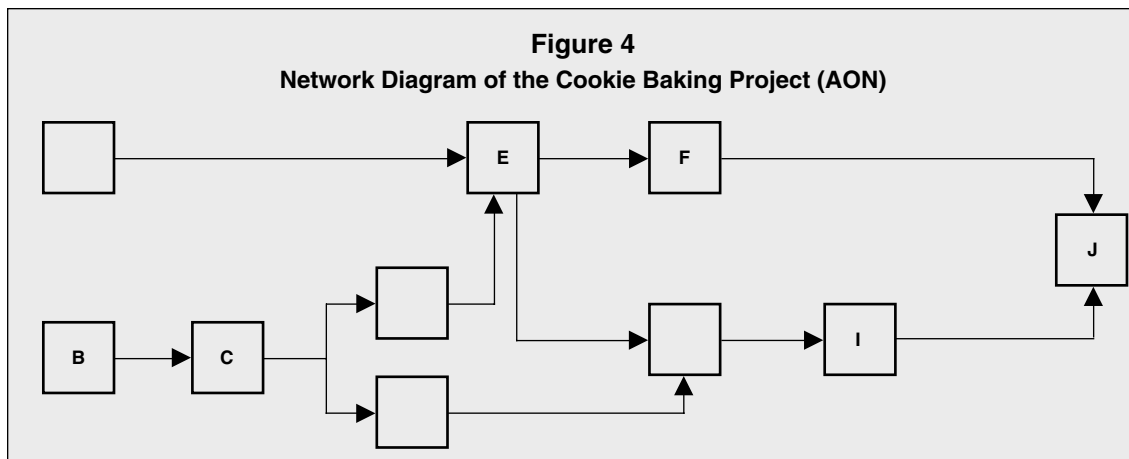 Figure 4
Network Diagram of the Cookie Baking Project (AON)
E
F
J
B
C
I